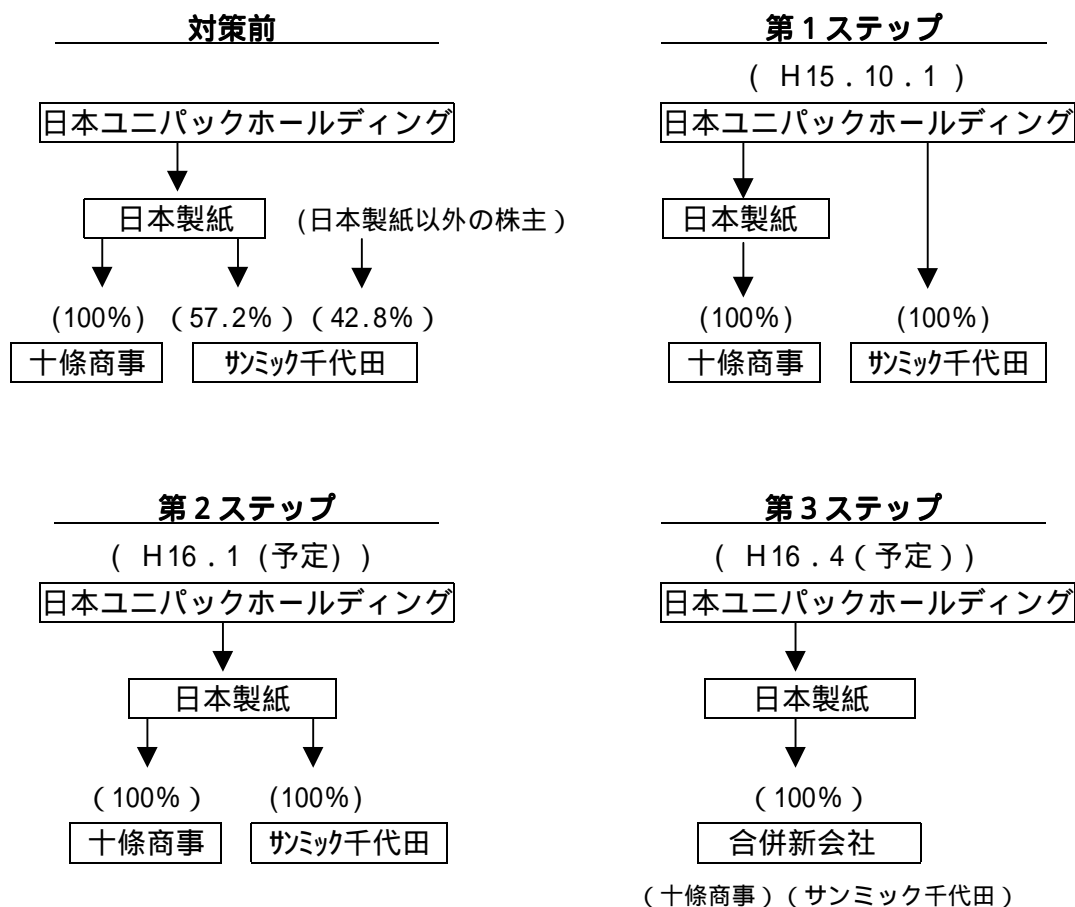 対策前
日本ユニパックホールディング
日本製紙
(日本製紙以外の株主)
(100%) (57.2%) (42.8%)
十條商事
サンミック千代田
第1ステップ
( H15.10.1 )
日本ユニパックホールディング
日本製紙
(100%) (100%)
十條商事
サンミック千代田
第2ステップ
( H16.1 (予定) )
日本ユニパックホールディング
日本製紙
(100%) (100%)
十條商事
サンミック千代田
第3ステップ
( H16.4(予定))
日本ユニパックホールディング
日本製紙
(100%)
合併新会社
(十條商事)(サンミック千代田)